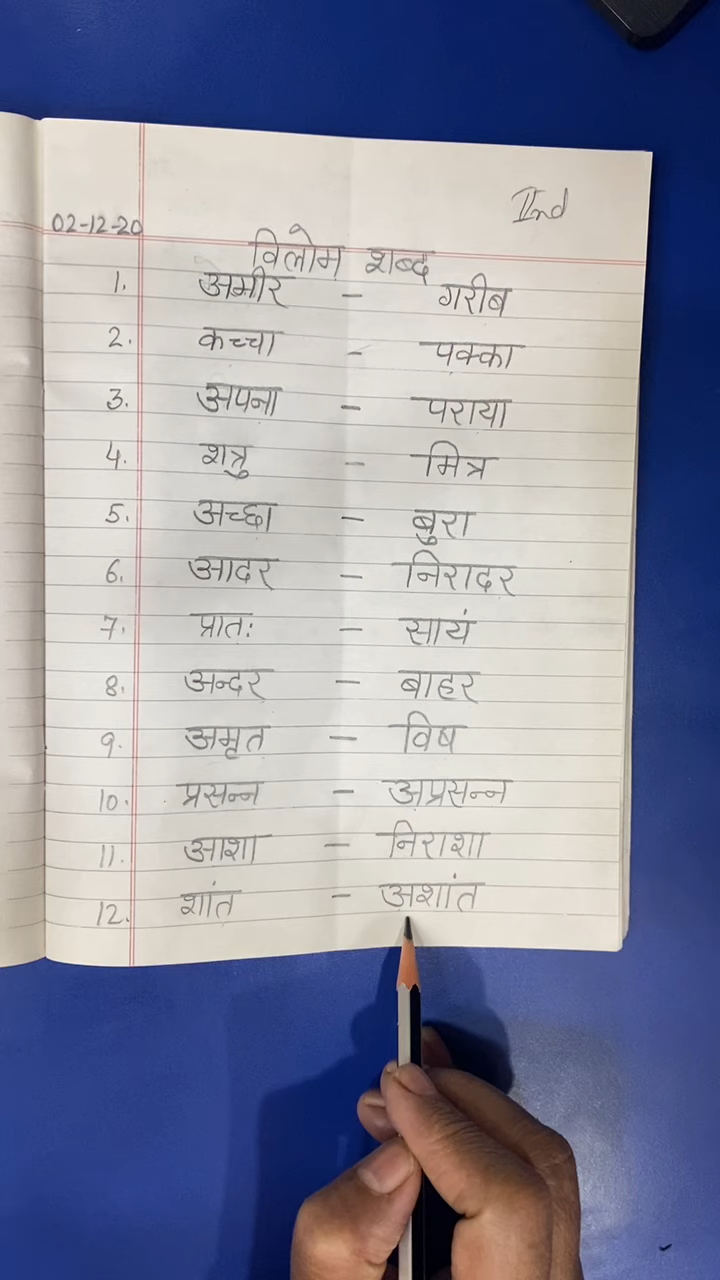 IInd
02-12-20
विलोम शब्द
1. अमीर - गरीब
2. कच्चा - पक्का
3. अपना - पराया
4. शत्रु - मित्र
5. अच्छा - बुरा
6. आदर - निरादर
7. प्रातः - सायं
8. अन्दर - बाहर
9. अमृत - विष
10. प्रसन्न - अप्रसन्न
11. आशा - निराशा
12. शांत - अशांत